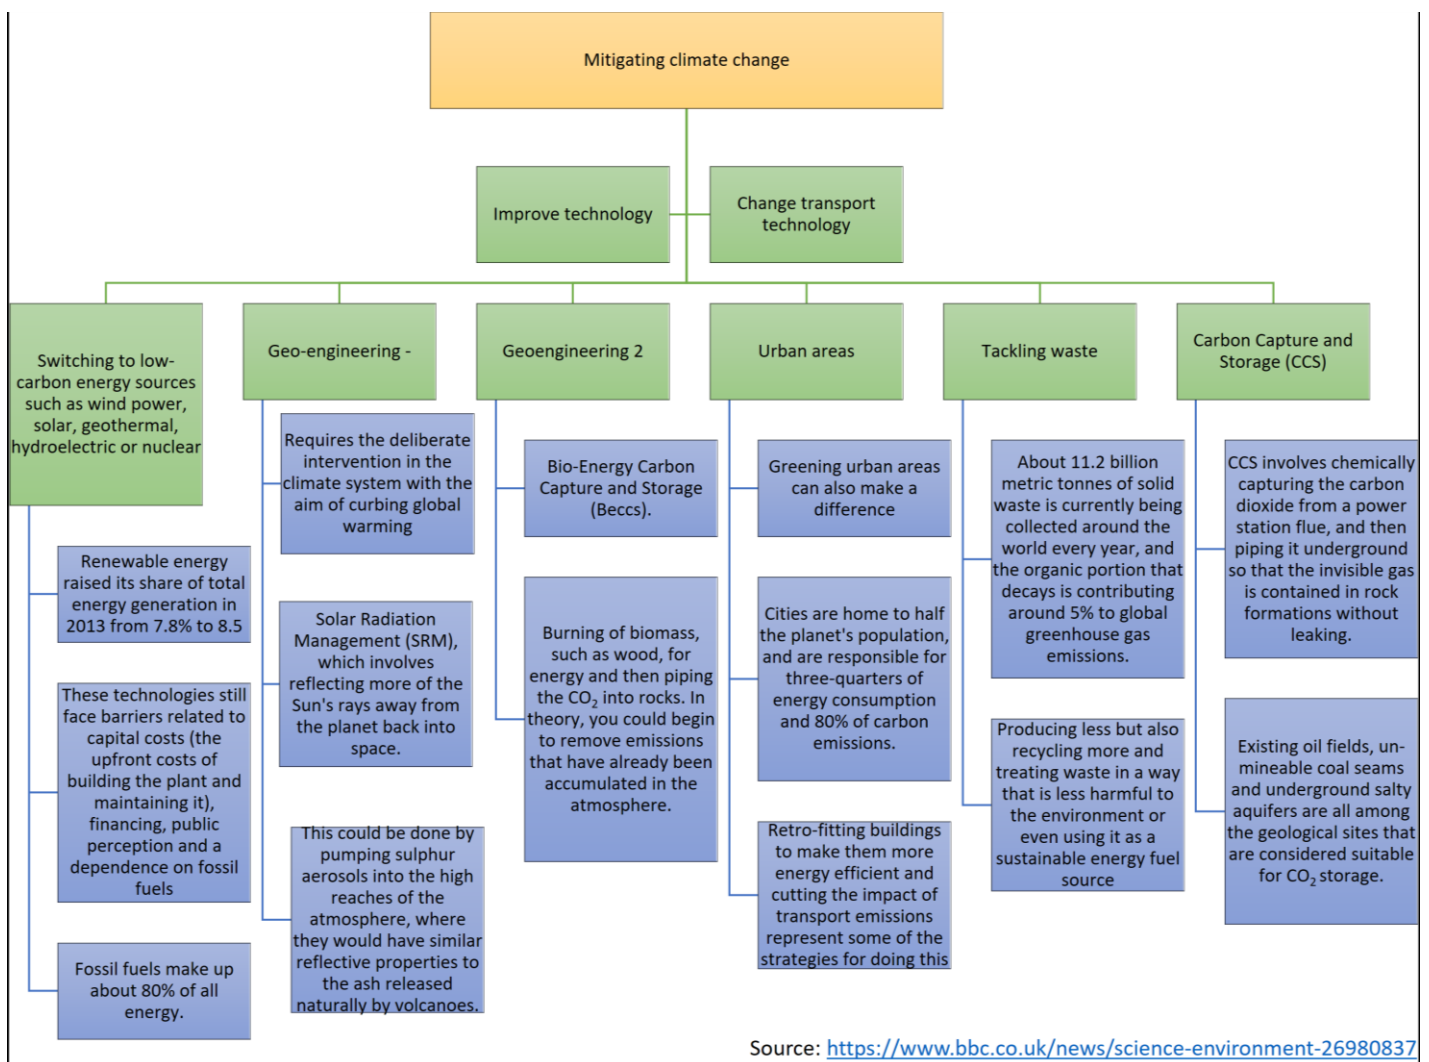 Mitigating climate change
Improve technology
Change transport
technology
Switching to low-
carbon energy sources
such as wind power,
solar, geothermal,
hydroelectric or nuclear
Renewable energy
raised its share of total
energy generation in
2013 from 7.8% to 8.5
These technologies still
face barriers related to
capital costs (the
upfront costs of
building the plant and
maintaining it),
financing, public
perception and a
dependence on fossil
fuels
Fossil fuels make up
about 80% of all
energy.
Geo-engineering -
Requires the deliberate
intervention in the
climate system with the
aim of curbing global
warming
Solar Radiation
Management (SRM),
which involves
reflecting more of the
Sun's rays away from
the planet back into
space.
This could be done by
pumping sulphur
aerosols into the high
reaches of the
atmosphere, where
they would have similar
reflective properties to
the ash released
naturally by volcanoes.
Geoengineering 2
Bio-Energy Carbon
Capture and Storage
(Beccs).
Burning of biomass,
such as wood, for
energy and then piping
the CO₂ into rocks. In
theory, you could begin
to remove emissions
that have already been
accumulated in the
atmosphere.
Urban areas
Greening urban areas
can also make a
difference
Cities are home to half
the planet's population,
and are responsible for
three-quarters of
energy consumption
and 80% of carbon
emissions.
Retro-fitting buildings
to make them more
energy efficient and
cutting the impact of
transport emissions
represent some of the
strategies for doing this
Tackling waste
About 11.2 billion
metric tonnes of solid
waste is currently being
collected around the
world every year, and
the organic portion that
decays is contributing
around 5% to global
greenhouse gas
emissions.
Producing less but also
recycling more and
treating waste in a way
that is less harmful to
the environment or
even using it as a
sustainable energy fuel
source
Carbon Capture and
Storage (CCS)
CCS involves chemically
capturing the carbon
dioxide from a power
station flue, and then
piping it underground
so that the invisible gas
is contained in rock
formations without
leaking.
Existing oil fields, un-
mineable coal seams
and underground salty
aquifers are all among
the geological sites that
are considered suitable
for CO₂ storage.
Source: https://www.bbc.co.uk/news/science-environment-26980837